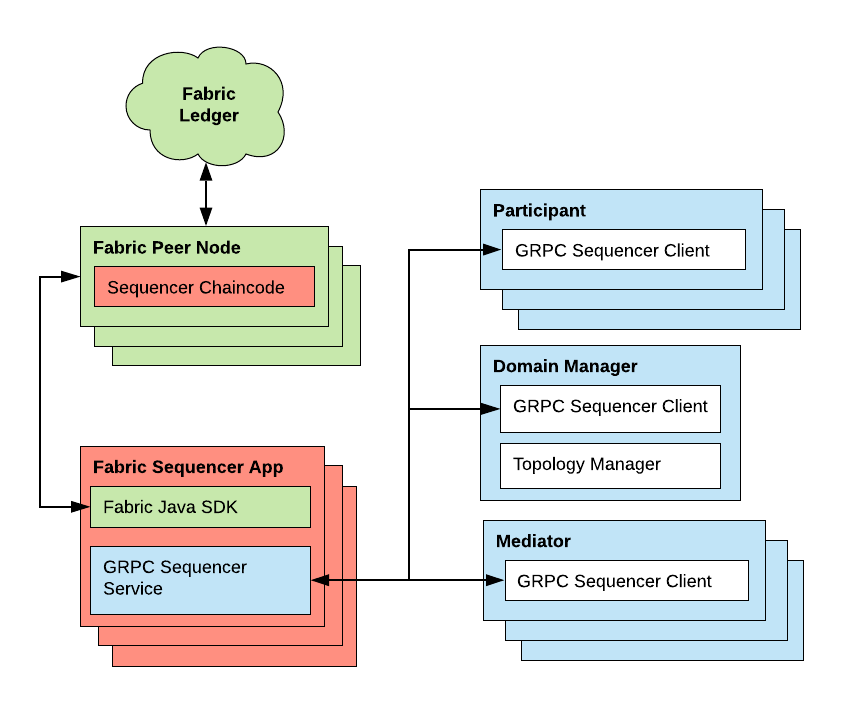 Fabric
Ledger
Fabric Peer Node
Sequencer Chaincode
Fabric Sequencer App
Fabric Java SDK
GRPC Sequencer
Service
Participant
GRPC Sequencer Client
Domain Manager
GRPC Sequencer Client
Topology Manager
Mediator
GRPC Sequencer Client